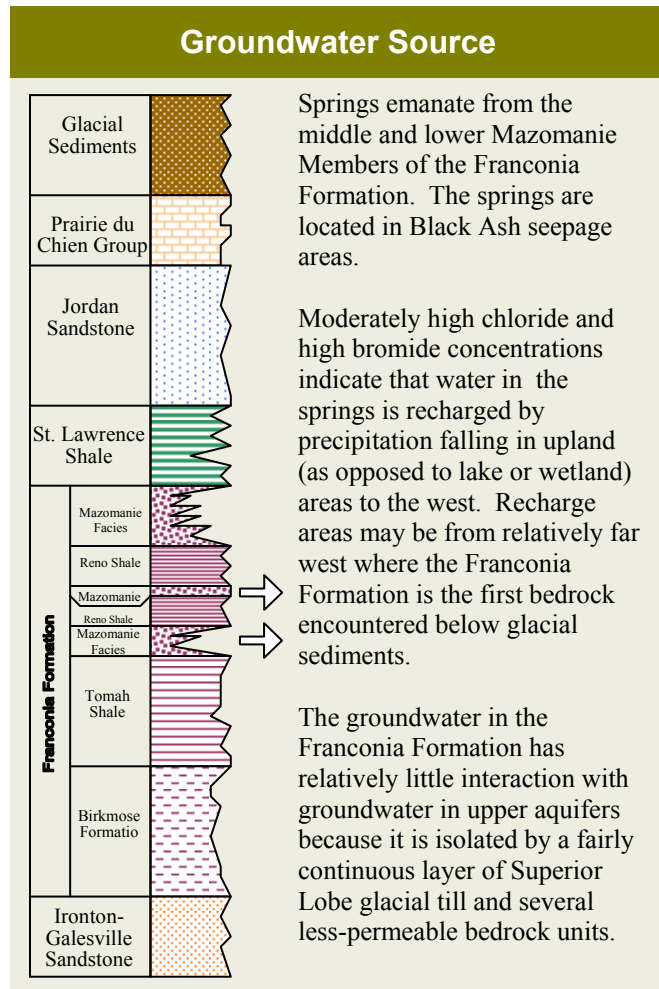 Groundwater Source
Glacial
Sediments
Prairie du
Chien Group
Jordan
Sandstone
St. Lawrence
Shale
Franconia Formation
Mazomanie
Facies
Reno Shale
Mazomanie
Reno Shale
Mazomanie
Facies
Tomah
Shale
Birkmose
Formatio
Ironton-
Galesville
Sandstone
Springs emanate from the
middle and lower Mazomanie
Members of the Franconia
Formation.  The springs are
located in Black Ash seepage
areas.
Moderately high chloride and
high bromide concentrations
indicate that water in  the
springs is recharged by
precipitation falling in upland
(as opposed to lake or wetland)
areas to the west.  Recharge
areas may be from relatively far
west where the Franconia
Formation is the first bedrock
encountered below glacial
sediments.
The groundwater in the
Franconia Formation has
relatively little interaction with
groundwater in upper aquifers
because it is isolated by a fairly
continuous layer of Superior
Lobe glacial till and several
less-permeable bedrock units.